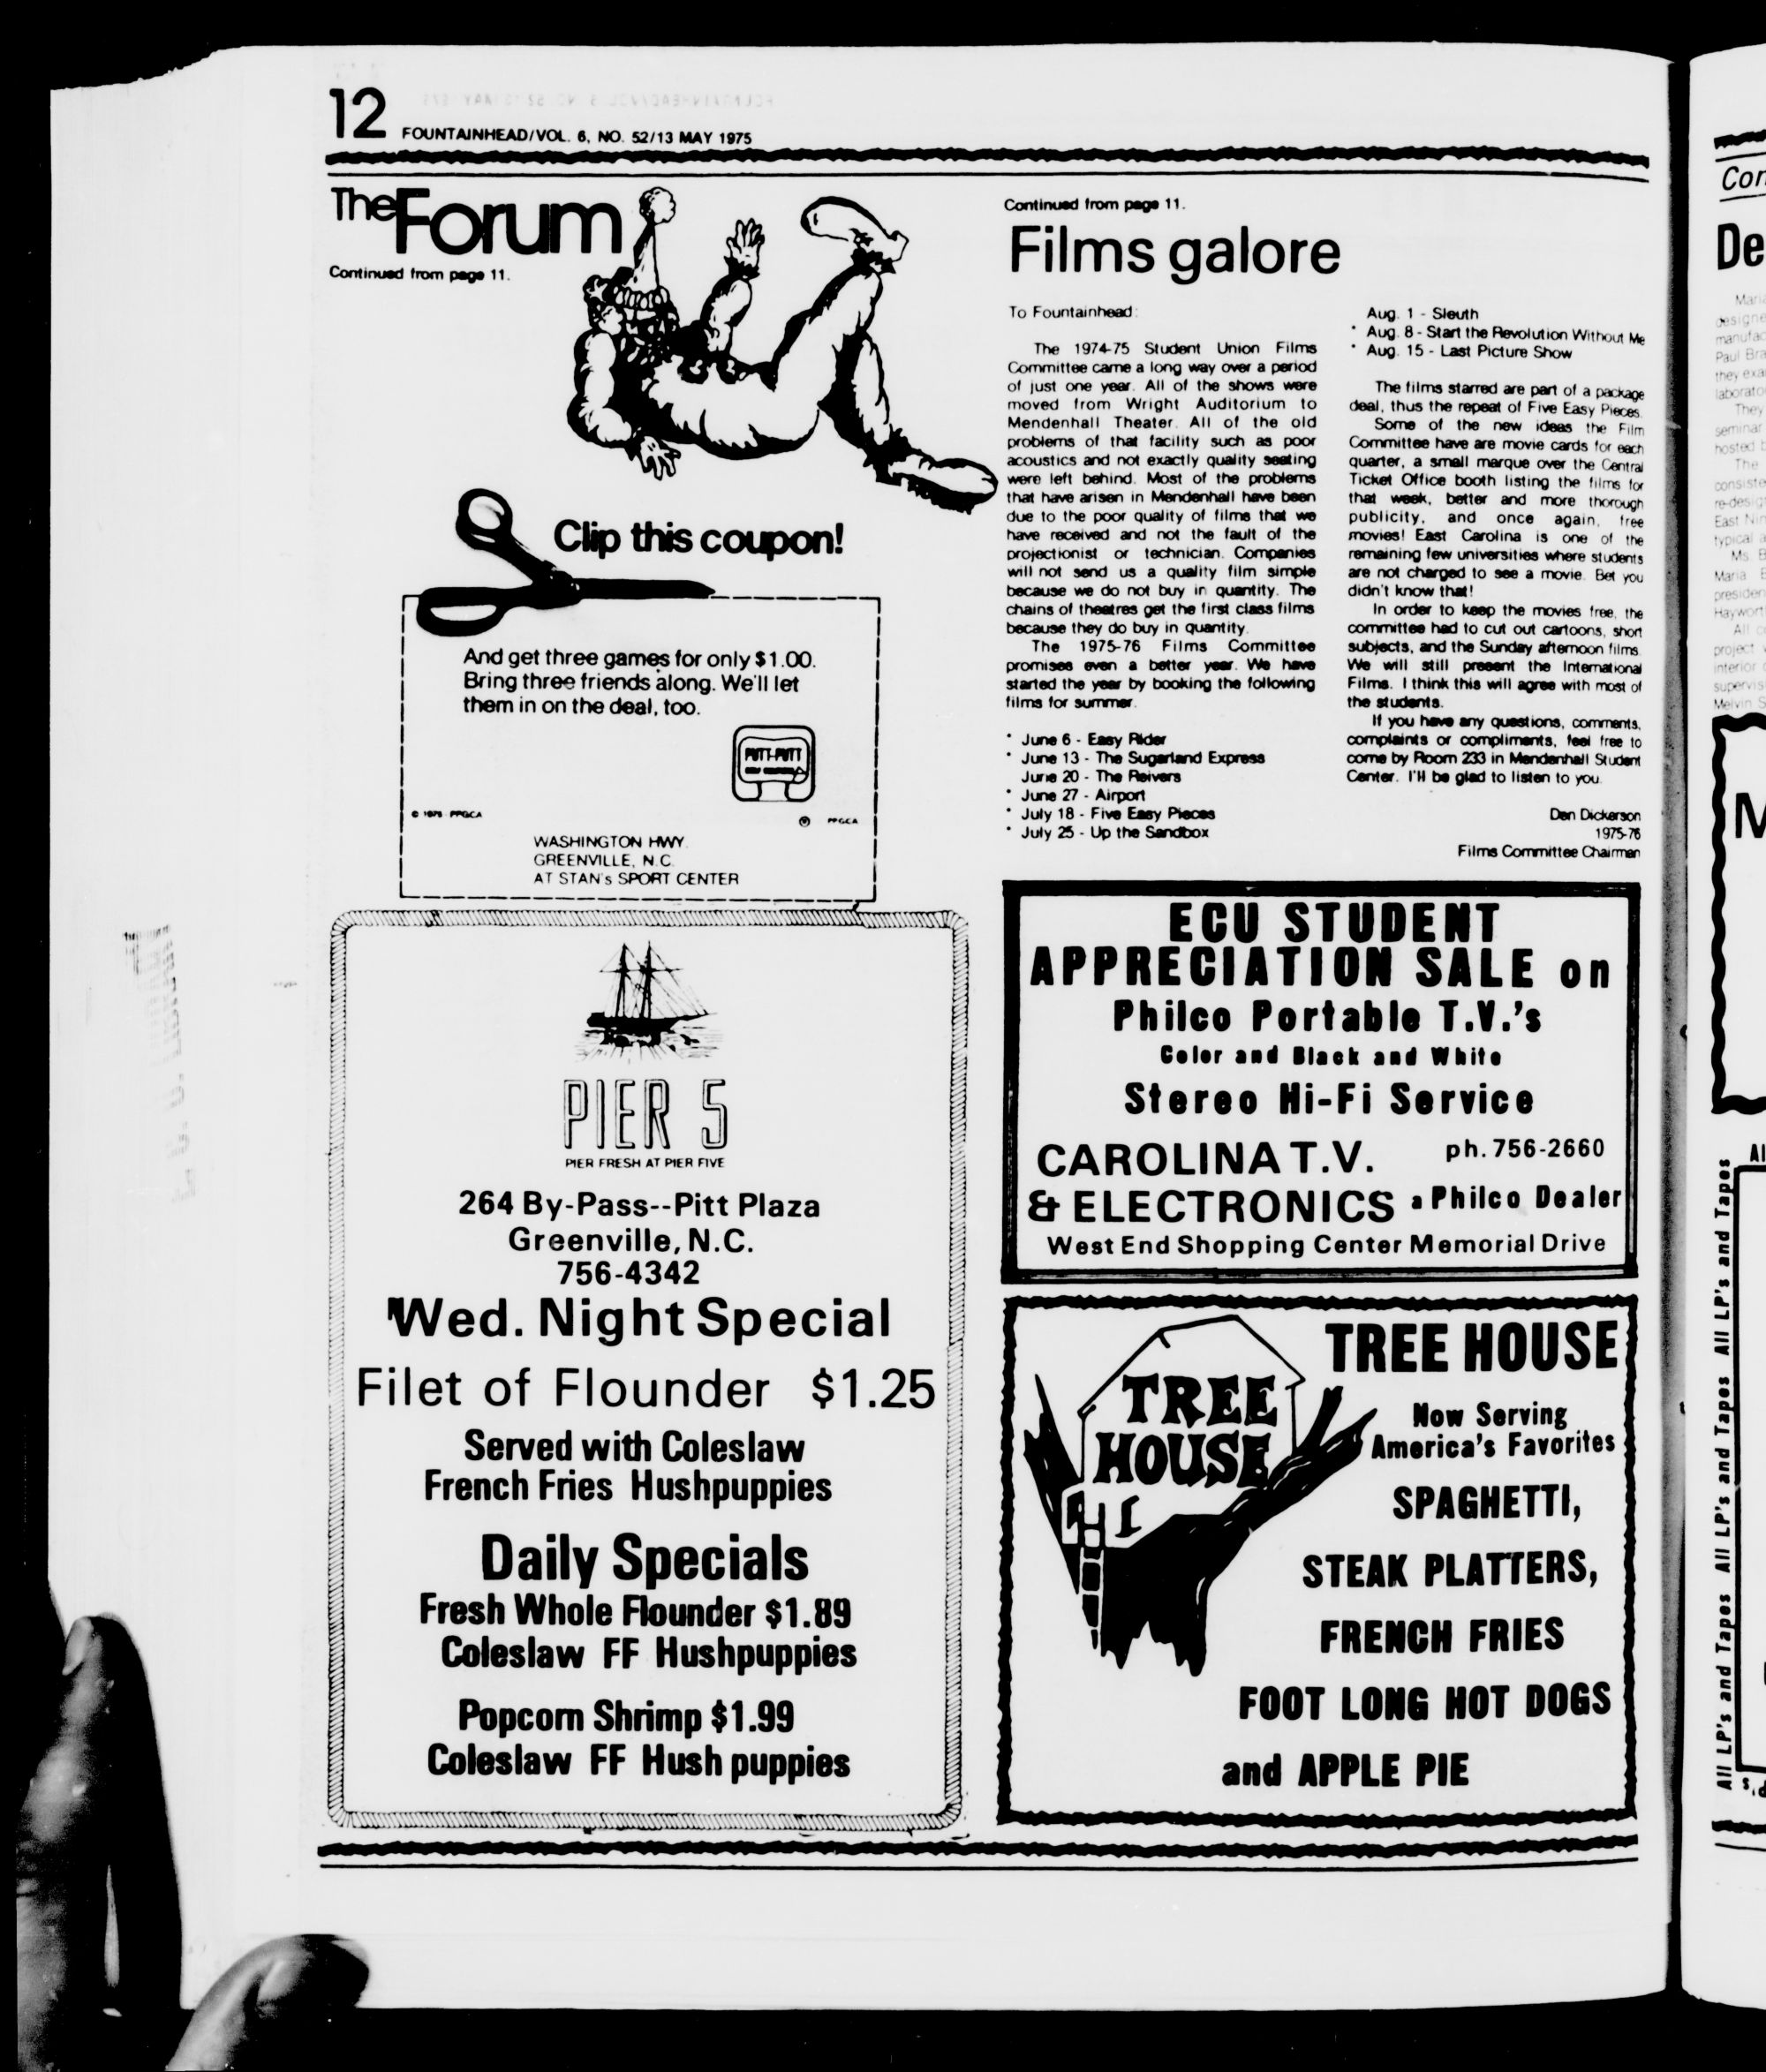 12
FOUNTAINHEAD/VOL. 6, NO. 52/13 MAY 1975
The Forum
Continued from page 11.
Clip this coupon!
And get three games for only $1.00.
Bring three friends along. We'll let
them in on the deal, too.
PUTT-PUTT
© 1975 PPGCA
PPGCA
WASHINGTON HWY.
GREENVILLE, N.C.
AT STAN's SPORT CENTER
PIER 5
PIER FRESH AT PIER FIVE
264 By-Pass--Pitt Plaza
Greenville, N.C.
756-4342
Wed. Night Special
Filet of Flounder $1.25
Served with Coleslaw
French Fries Hushpuppies
Daily Specials
Fresh Whole Flounder $1.89
Coleslaw FF Hushpuppies
Popcorn Shrimp $1.99
Coleslaw FF Hush puppies
Continued from page 11.
Films galore
To Fountainhead:
The 1974-75 Student Union Films
Committee came a long way over a period
of just one year. All of the shows were
moved from Wright Auditorium to
Mendenhall Theater. All of the old
problems of that facility such as poor
acoustics and not exactly quality seating
were left behind. Most of the problems
that have arisen in Mendenhall have been
due to the poor quality of films that we
have received and not the fault of the
projectionist or technician. Companies
will not send us a quality film simple
because we do not buy in quantity. The
chains of theatres get the first class films
because they do buy in quantity.
The 1975-76 Films Committee
promises even a better year. We have
started the year by booking the following
films for summer.
* June 6 - Easy Rider
* June 13 - The Sugarland Express
June 20 - The Reivers
* June 27 - Airport
* July 18 - Five Easy Pieces
* July 25 - Up the Sandbox
Aug. 1 - Sleuth
* Aug. 8 - Start the Revolution Without Me
* Aug. 15 - Last Picture Show
The films starred are part of a package
deal, thus the repeat of Five Easy Pieces.
Some of the new ideas the Film
Committee have are movie cards for each
quarter, a small marque over the Central
Ticket Office booth listing the films for
that week, better and more thorough
publicity, and once again, free
movies! East Carolina is one of the
remaining few universities where students
are not charged to see a movie. Bet you
didn't know that!
In order to keep the movies free, the
committee had to cut out cartoons, short
subjects, and the Sunday afternoon films.
We will still present the International
Films. I think this will agree with most of
the students.
If you have any questions, comments,
complaints or compliments, feel free to
come by Room 233 in Mendenhall Student
Center. I'll be glad to listen to you.
Dan Dickerson
1975-76
Films Committee Chairman
ECU STUDENT
APPRECIATION SALE on
Philco Portable T.V.'s
Color and Black and White
Stereo Hi-Fi Service
CAROLINA T.V. ph. 756-2660
& ELECTRONICS a Philco Dealer
West End Shopping Center Memorial Drive
TREE HOUSE
TREE
HOUSE
Now Serving
America's Favorites
SPAGHETTI,
STEAK PLATTERS,
FRENCH FRIES
FOOT LONG HOT DOGS
and APPLE PIE
All LP's and Tapes All LP's and Tapes All LP's and Tapes